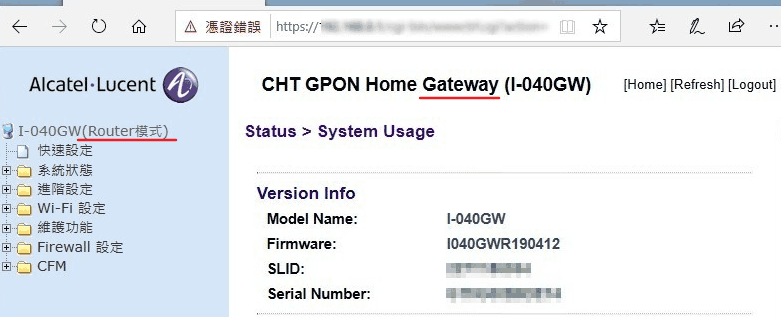 憑證錯誤 https://
Alcatel·Lucent
CHT GPON Home Gateway (I-040GW)
[Home] [Refresh] [Logout]
I-040GW(Router模式)
快速設定
系統狀態
進階設定
Wi-Fi 設定
維護功能
Firewall 設定
CFM
Status > System Usage
Version Info
Model Name: I-040GW
Firmware: I040GWR190412
SLID:
Serial Number: